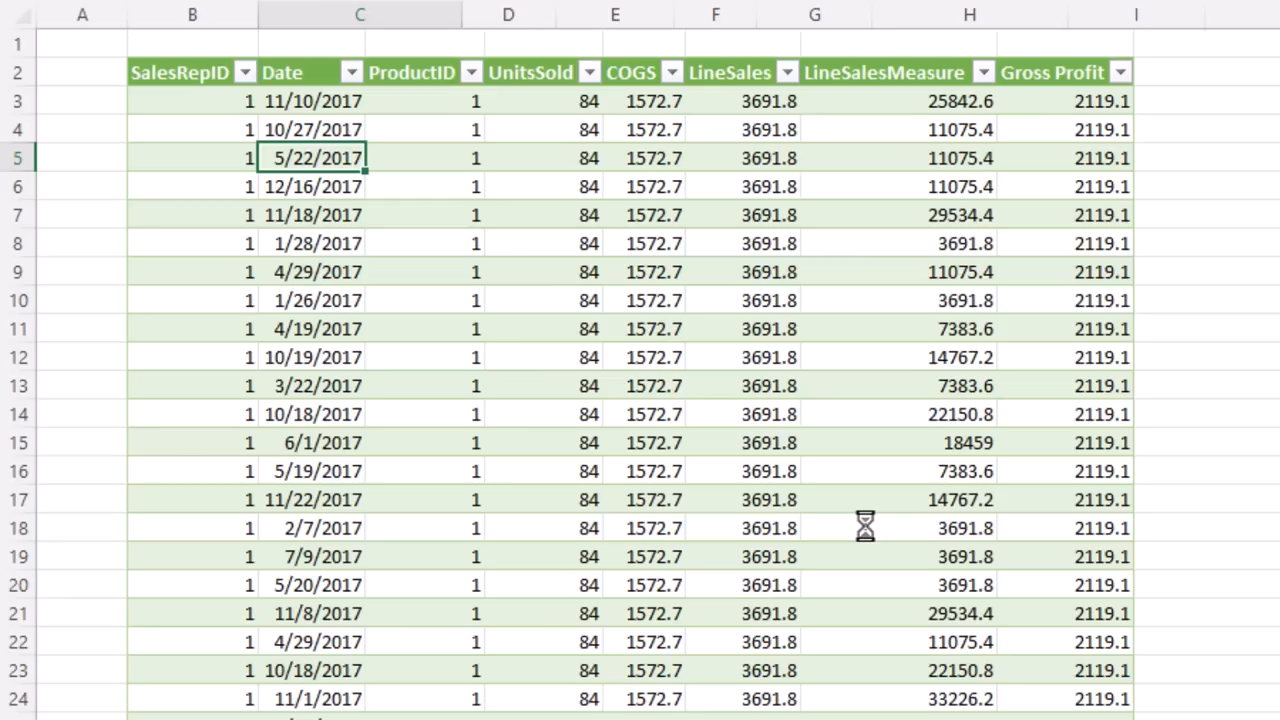 A B C D E F G H I
1
2 SalesRepID Date ProductID UnitsSold COGS LineSales LineSalesMeasure Gross Profit
3 1 11/10/2017 1 84 1572.7 3691.8 25842.6 2119.1
4 1 10/27/2017 1 84 1572.7 3691.8 11075.4 2119.1
5 1 5/22/2017 1 84 1572.7 3691.8 11075.4 2119.1
6 1 12/16/2017 1 84 1572.7 3691.8 11075.4 2119.1
7 1 11/18/2017 1 84 1572.7 3691.8 29534.4 2119.1
8 1 1/28/2017 1 84 1572.7 3691.8 3691.8 2119.1
9 1 4/29/2017 1 84 1572.7 3691.8 11075.4 2119.1
10 1 1/26/2017 1 84 1572.7 3691.8 3691.8 2119.1
11 1 4/19/2017 1 84 1572.7 3691.8 7383.6 2119.1
12 1 10/19/2017 1 84 1572.7 3691.8 14767.2 2119.1
13 1 3/22/2017 1 84 1572.7 3691.8 7383.6 2119.1
14 1 10/18/2017 1 84 1572.7 3691.8 22150.8 2119.1
15 1 6/1/2017 1 84 1572.7 3691.8 18459 2119.1
16 1 5/19/2017 1 84 1572.7 3691.8 7383.6 2119.1
17 1 11/22/2017 1 84 1572.7 3691.8 14767.2 2119.1
18 1 2/7/2017 1 84 1572.7 3691.8 3691.8 2119.1
19 1 7/9/2017 1 84 1572.7 3691.8 3691.8 2119.1
20 1 5/20/2017 1 84 1572.7 3691.8 3691.8 2119.1
21 1 11/8/2017 1 84 1572.7 3691.8 29534.4 2119.1
22 1 4/29/2017 1 84 1572.7 3691.8 11075.4 2119.1
23 1 10/18/2017 1 84 1572.7 3691.8 22150.8 2119.1
24 1 11/1/2017 1 84 1572.7 3691.8 33226.2 2119.1